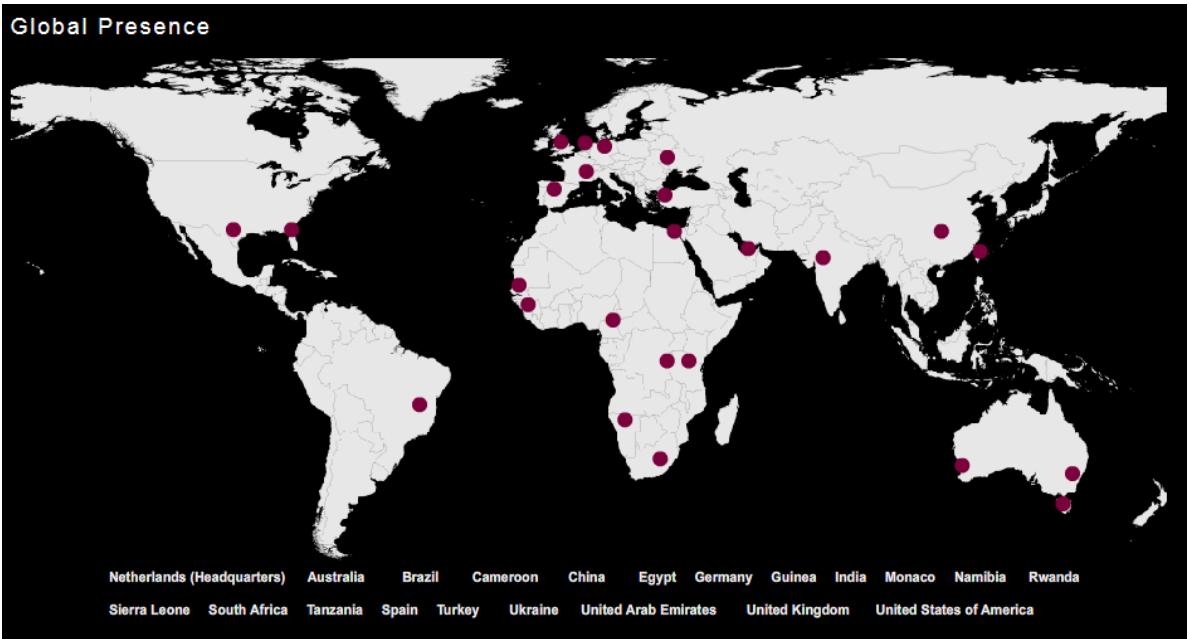 Global Presence
Netherlands (Headquarters) Australia Brazil Cameroon China Egypt Germany Guinea India Monaco Namibia Rwanda
Sierra Leone South Africa Tanzania Spain Turkey Ukraine United Arab Emirates United Kingdom United States of America